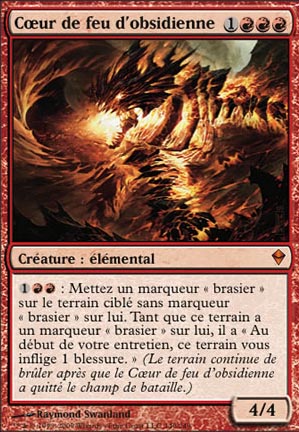 Cœur de feu d'obsidienne 1
Créature : élémental
1 : Mettez un marqueur « brasier »
sur le terrain ciblé sans marqueur
« brasier » sur lui. Tant que ce terrain a
un marqueur « brasier » sur lui, il a « Au
début de votre entretien, ce terrain vous
inflige 1 blessure. » (Le terrain continue de
brûler après que le Cœur de feu d'obsidienne
a quitté le champ de bataille.)
Raymond Swanland
4/4